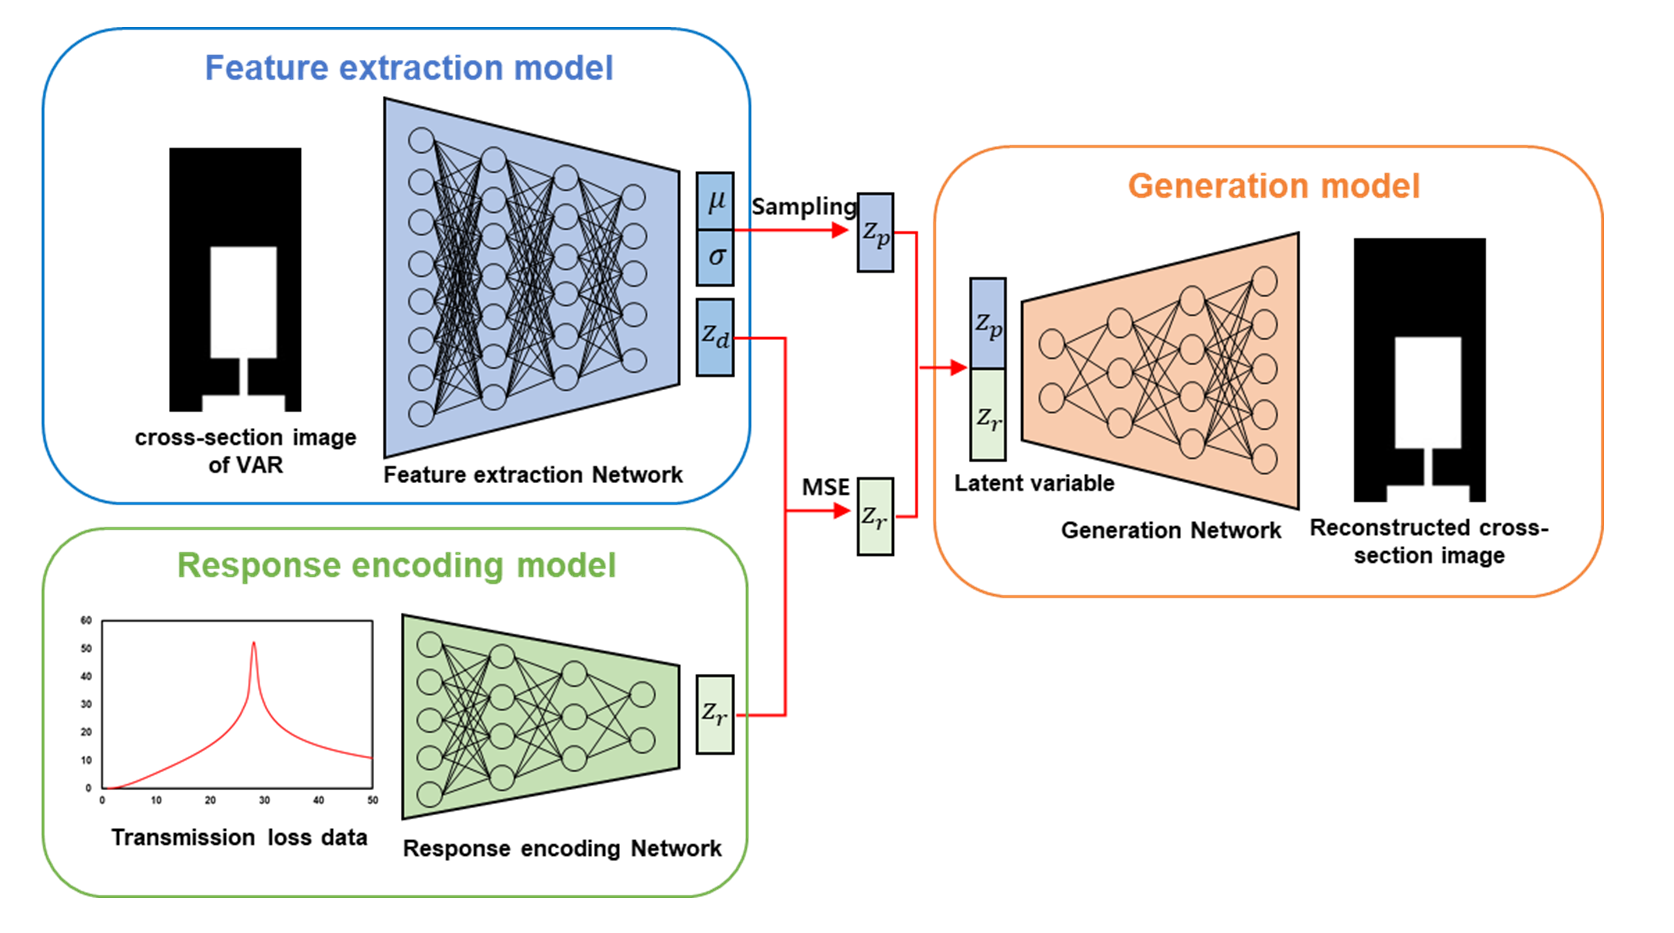 Feature extraction model
μ
σ
z_d
cross-section image
of VAR
Feature extraction Network
Sampling
z_p
MSE
z_r
Generation model
z_p
z_r
Latent variable
Generation Network
Reconstructed cross-
section image
Response encoding model
60
50
40
30
20
10
0
0 10 20 30 40 50
Transmission loss data
Response encoding Network
z_r